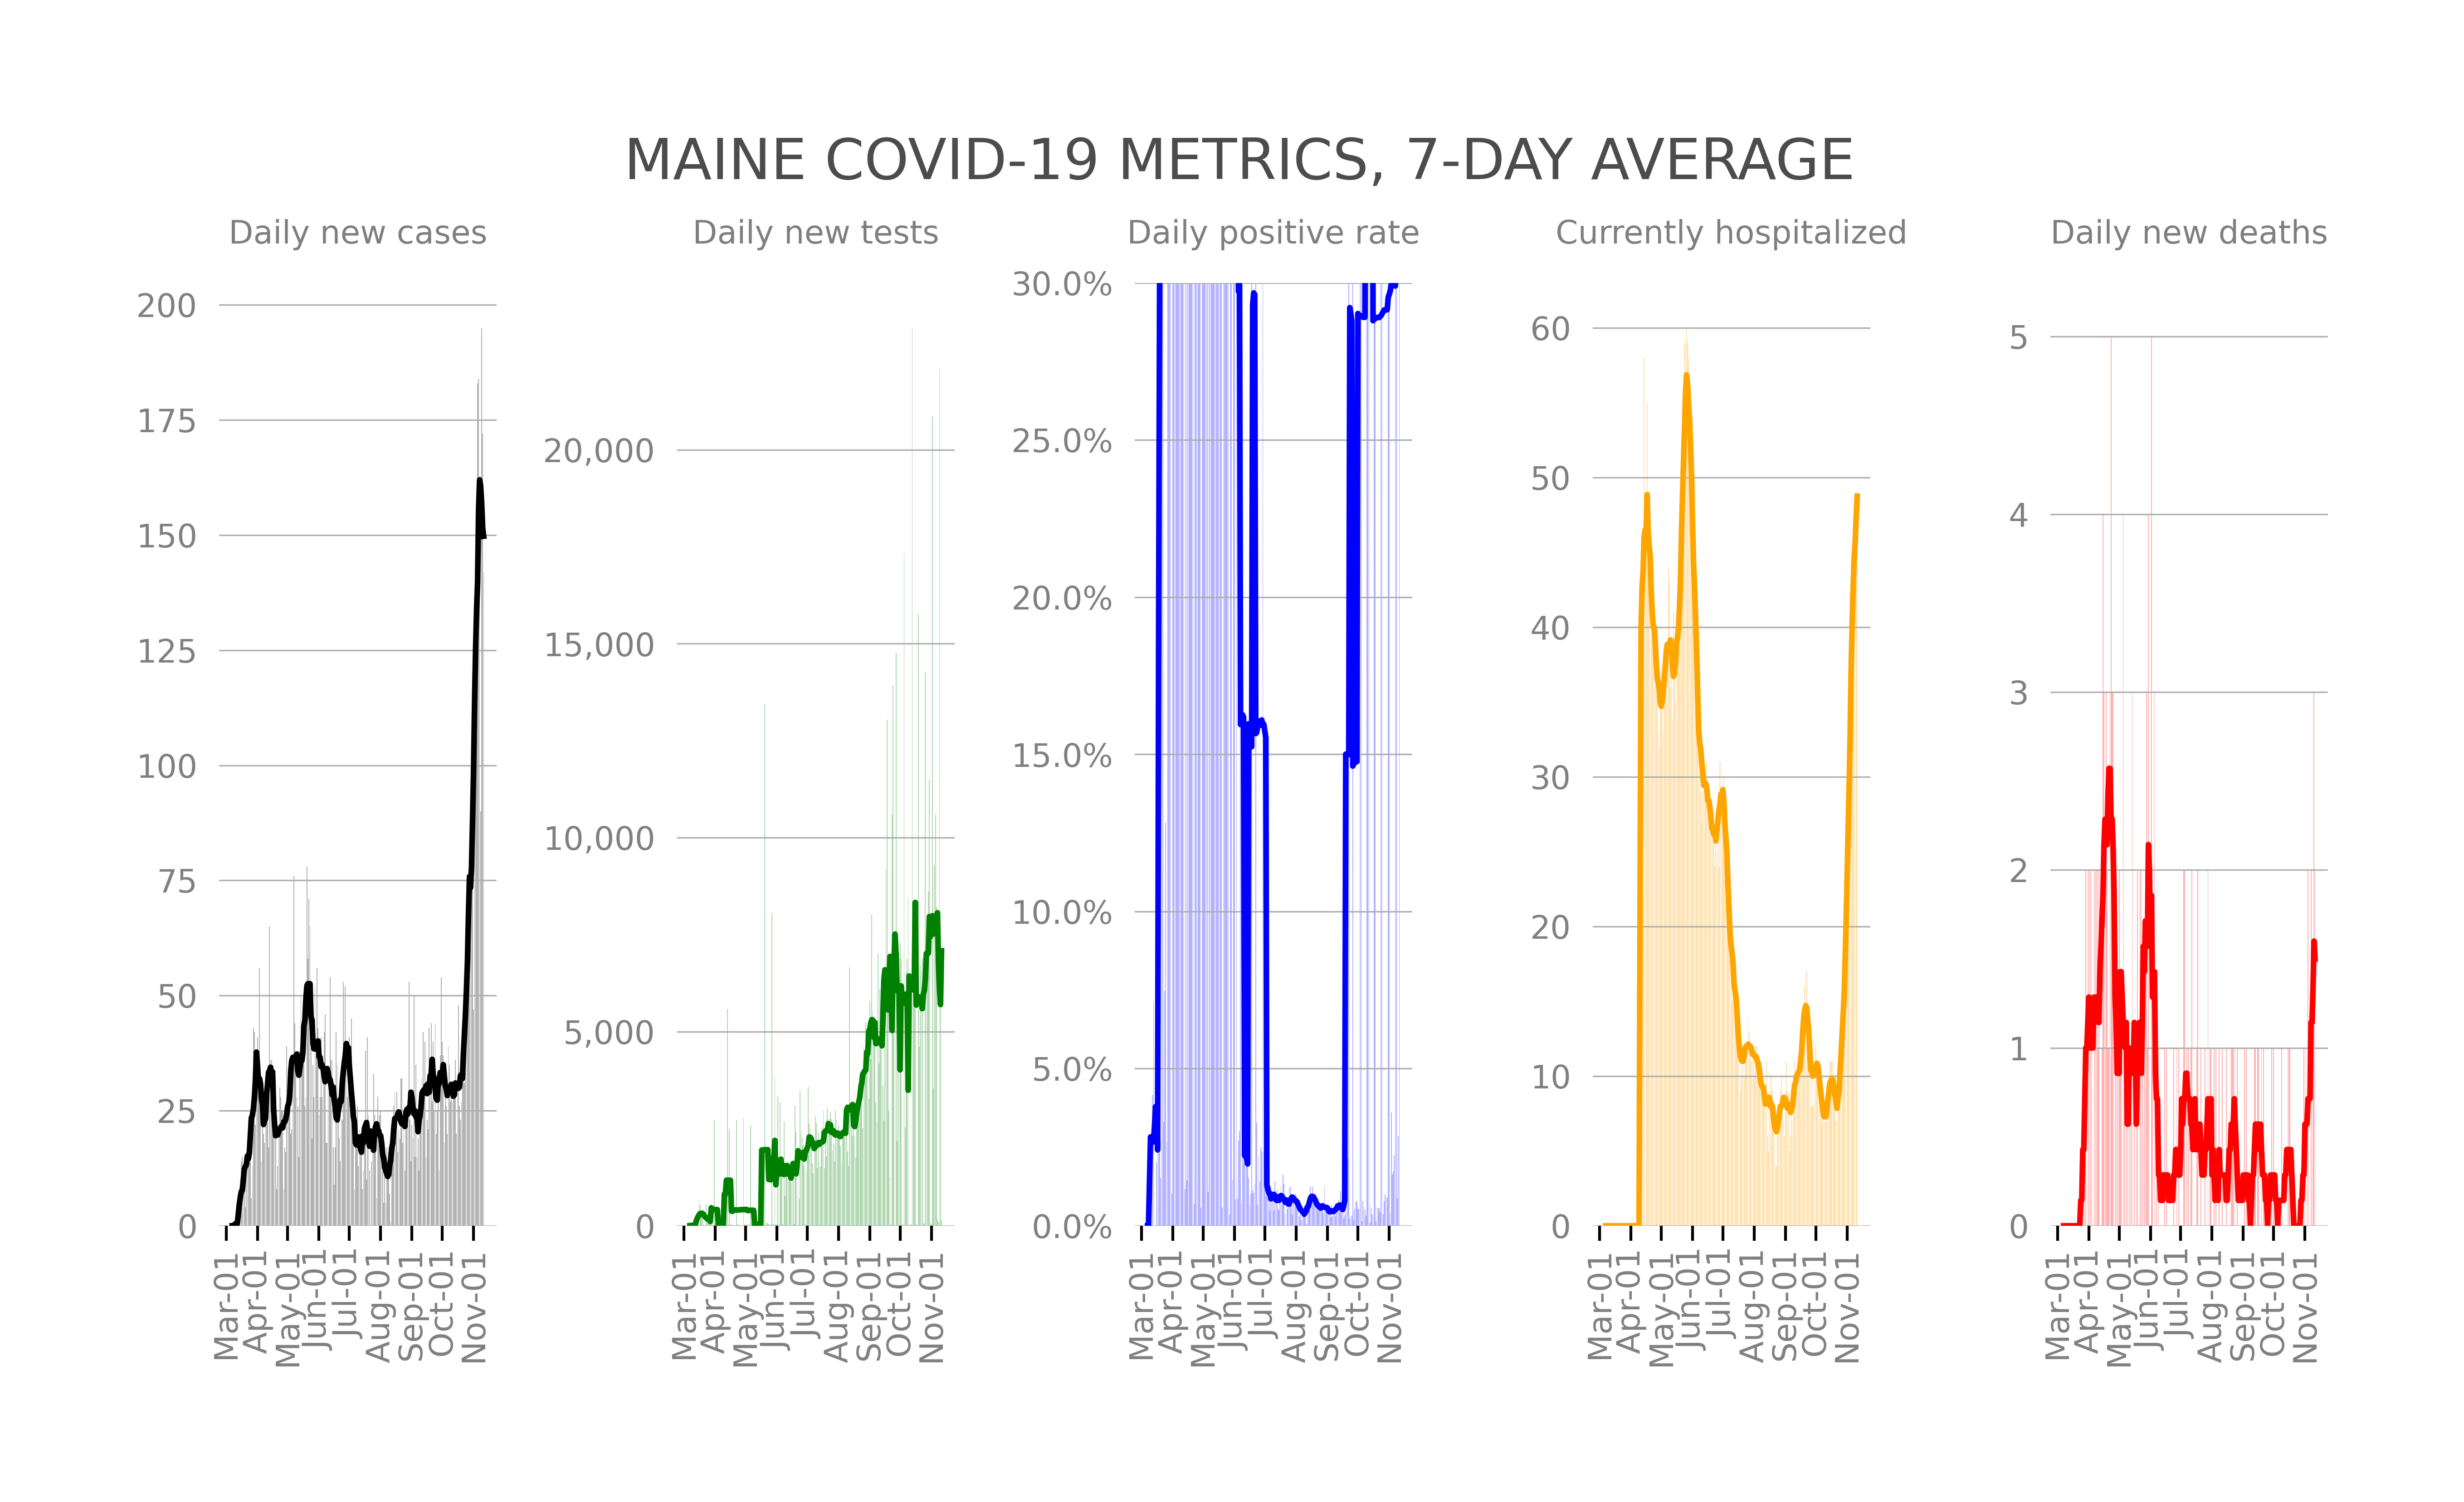 MAINE COVID-19 METRICS, 7-DAY AVERAGE
Daily new cases
200
175
150
125
100
75
50
25
0
Mar-01
Apr-01
May-01
Jun-01
Jul-01
Aug-01
Sep-01
Oct-01
Nov-01
Daily new tests
20,000
15,000
10,000
5,000
0
Mar-01
Apr-01
May-01
Jun-01
Jul-01
Aug-01
Sep-01
Oct-01
Nov-01
Daily positive rate
30.0%
25.0%
20.0%
15.0%
10.0%
5.0%
0.0%
Mar-01
Apr-01
May-01
Jun-01
Jul-01
Aug-01
Sep-01
Oct-01
Nov-01
Currently hospitalized
60
50
40
30
20
10
0
Mar-01
Apr-01
May-01
Jun-01
Jul-01
Aug-01
Sep-01
Oct-01
Nov-01
Daily new deaths
5
4
3
2
1
0
Mar-01
Apr-01
May-01
Jun-01
Jul-01
Aug-01
Sep-01
Oct-01
Nov-01